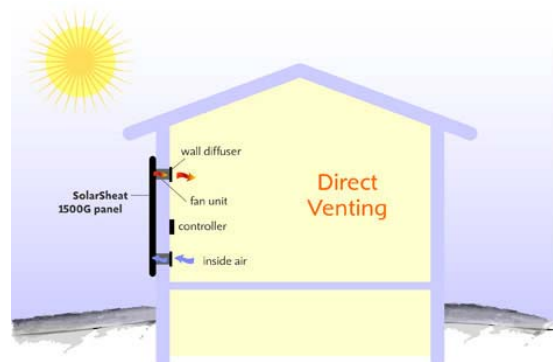 wall diffuser
Direct
Venting
SolarSheat
1500G panel
fan unit
controller
inside air